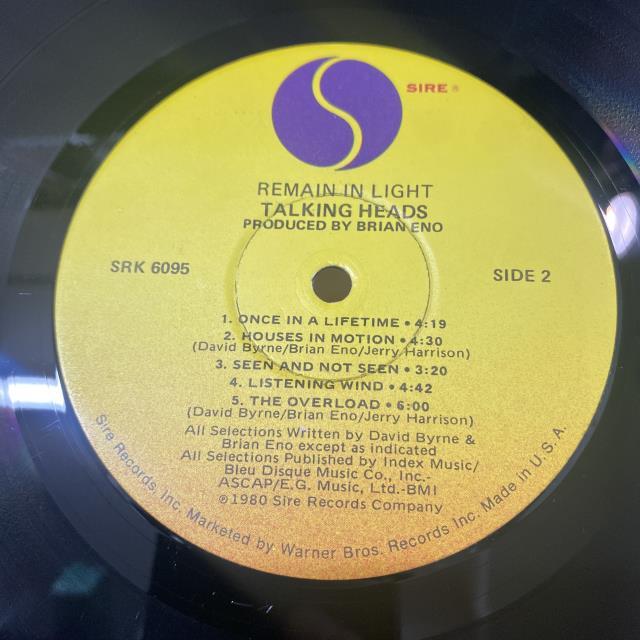 SIRE ®
REMAIN IN LIGHT
TALKING HEADS
PRODUCED BY BRIAN ENO
SRK 6095
SIDE 2
1. ONCE IN A LIFETIME • 4:19
2. HOUSES IN MOTION • 4:30
(David Byrne/Brian Eno/Jerry Harrison)
3. SEEN AND NOT SEEN • 3:20
4. LISTENING WIND • 4:42
5. THE OVERLOAD • 6:00
(David Byrne/Brian Eno/Jerry Harrison)
All Selections Written by David Byrne &
Brian Eno except as indicated
All Selections Published by Index Music/
Bleu Disque Music Co., Inc.-
ASCAP/E.G. Music, Ltd.-BMI
℗1980 Sire Records Company
Sire Records, Inc. Marketed by Warner Bros. Records Inc. Made in U.S.A.